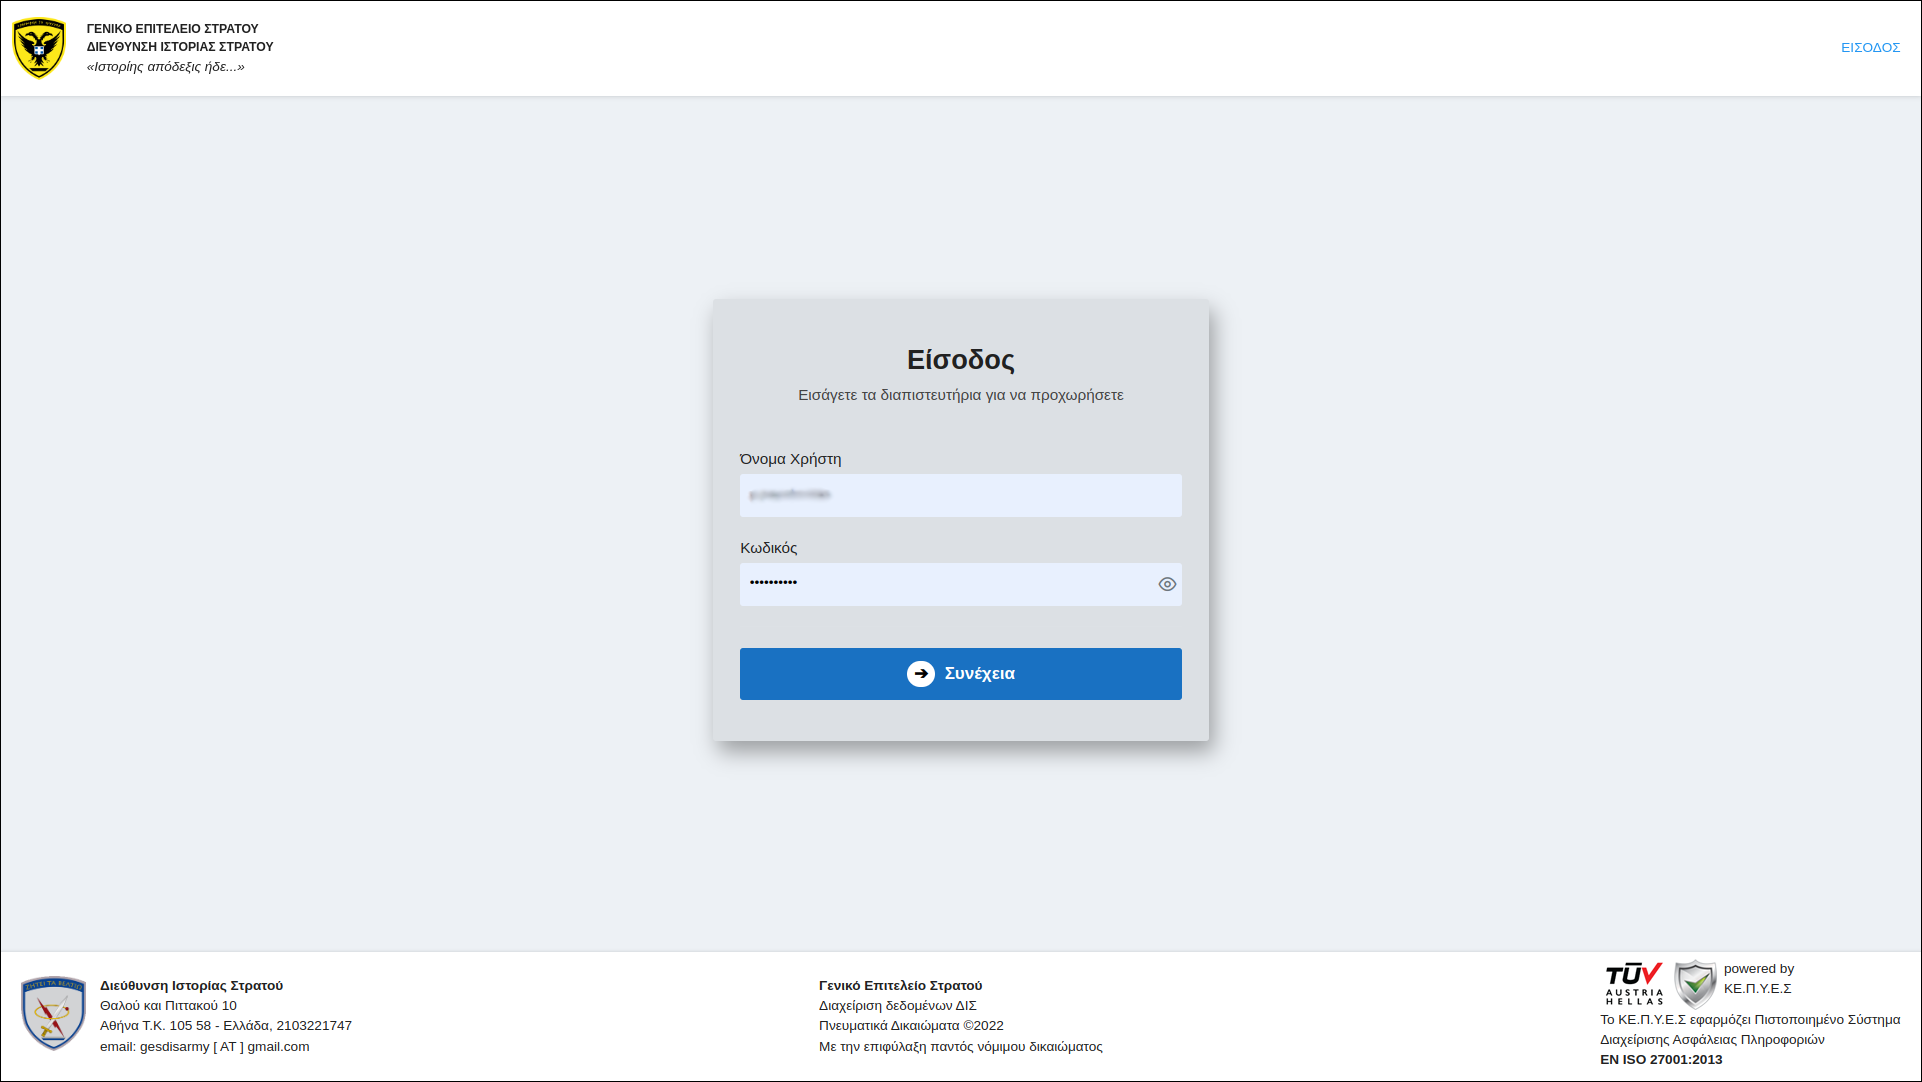 ΓΕΝΙΚΟ ΕΠΙΤΕΛΕΙΟ ΣΤΡΑΤΟΥ
ΔΙΕΥΘΥΝΣΗ ΙΣΤΟΡΙΑΣ ΣΤΡΑΤΟΥ
«Ιστορίης απόδεξις ήδε...»
ΕΙΣΟΔΟΣ
Είσοδος
Εισάγετε τα διαπιστευτήρια για να προχωρήσετε
Όνομα Χρήστη
Κωδικός
••••••••••
➔ Συνέχεια
ΖΗΤΕΙ ΤΑ ΒΕΛΤΙΩ
Διεύθυνση Ιστορίας Στρατού
Θαλού και Πιττακού 10
Αθήνα Τ.Κ. 105 58 - Ελλάδα, 2103221747
email: gesdisarmy [ AT ] gmail.com
Γενικό Επιτελείο Στρατού
Διαχείριση δεδομένων ΔΙΣ
Πνευματικά Δικαιώματα ©2022
Με την επιφύλαξη παντός νόμιμου δικαιώματος
TÜV
AUSTRIA
HELLAS
powered by
ΚΕ.Π.Υ.Ε.Σ
Το ΚΕ.Π.Υ.Ε.Σ εφαρμόζει Πιστοποιημένο Σύστημα
Διαχείρισης Ασφάλειας Πληροφοριών
EN ISO 27001:2013